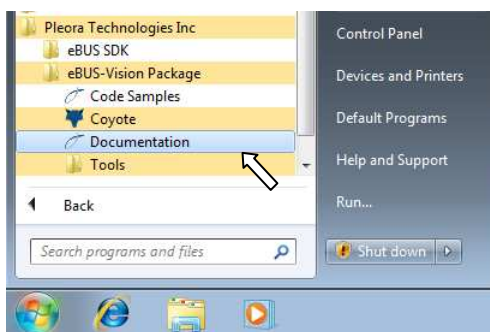 Pleora Technologies Inc
eBUS SDK
eBUS-Vision Package
Code Samples
Coyote
Documentation
Tools
Back
Search programs and files
Control Panel
Devices and Printers
Default Programs
Help and Support
Run...
Shut down